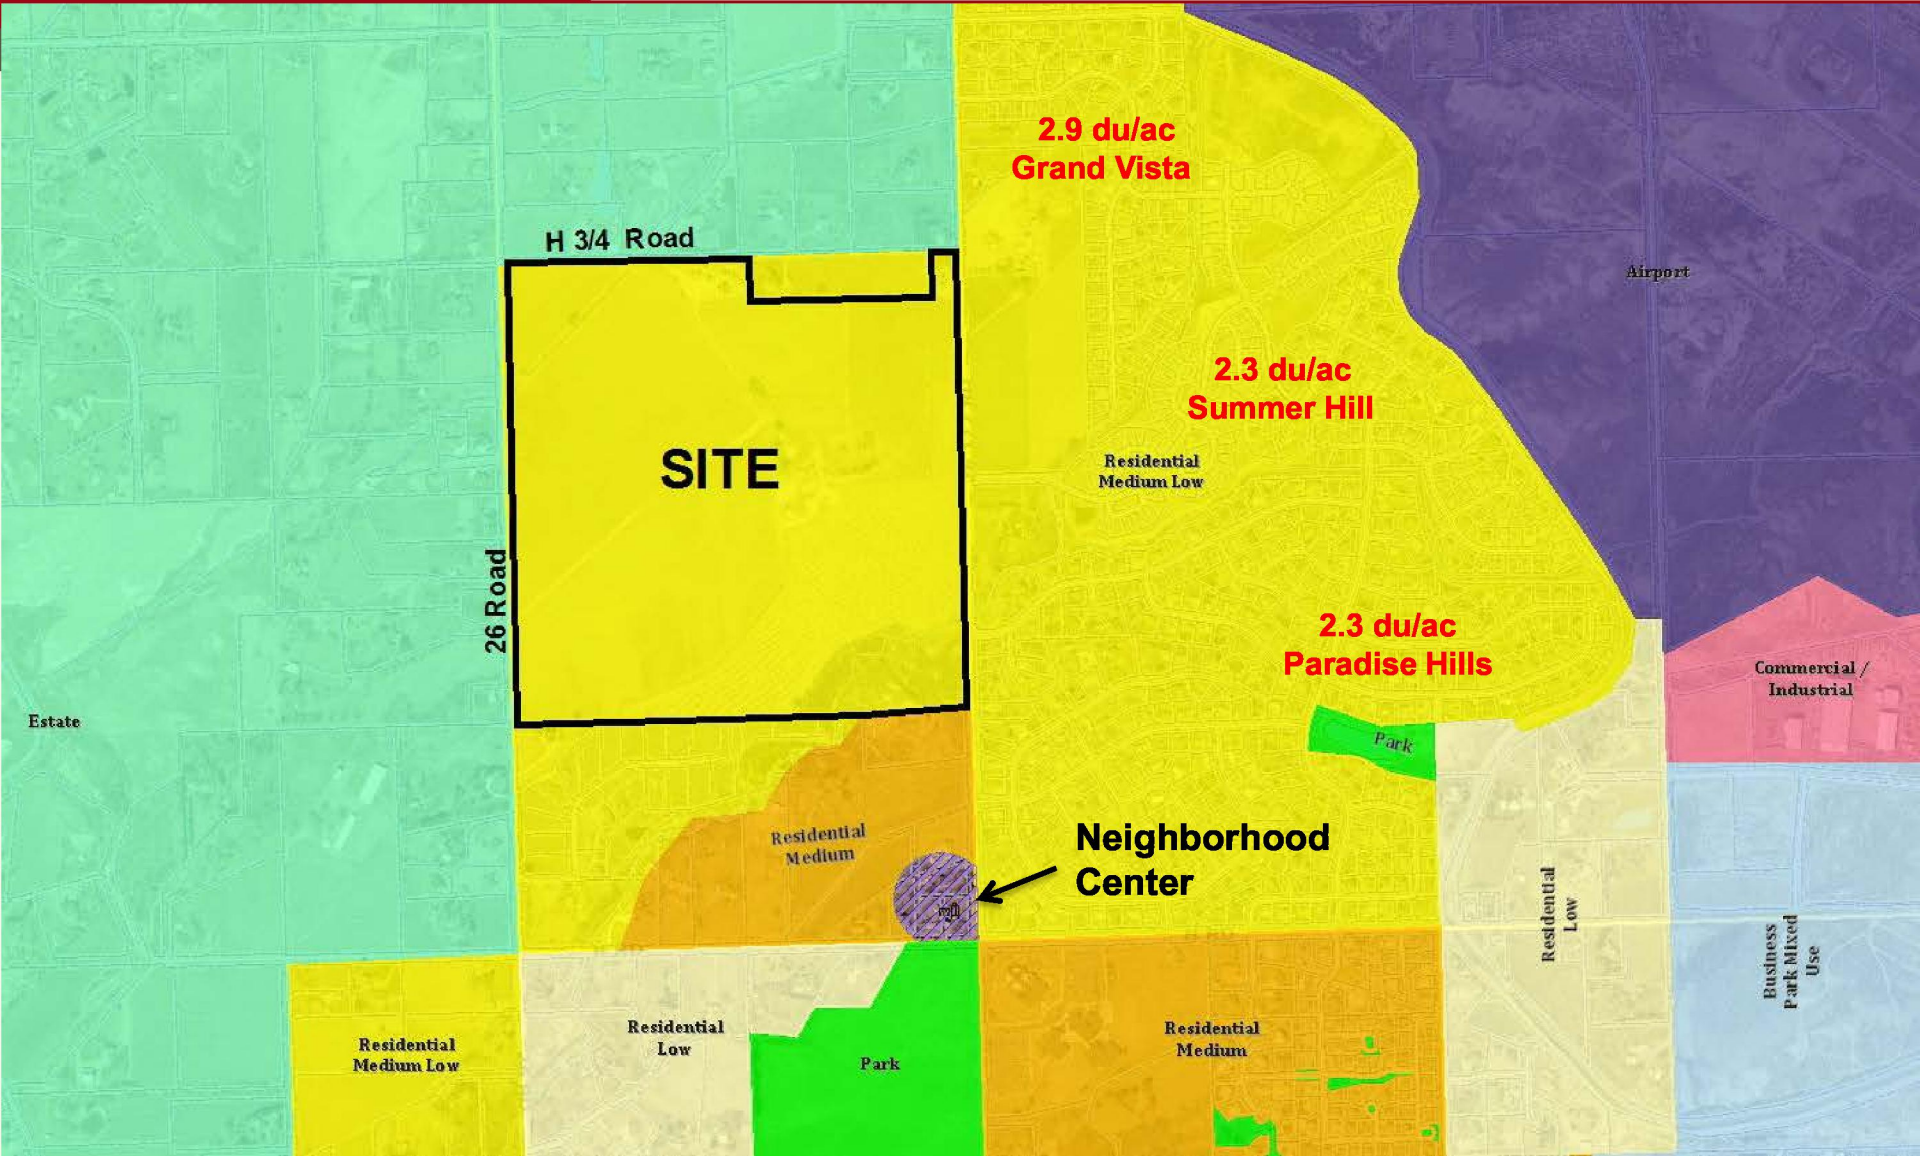 2.9 du/ac
Grand Vista
H 3/4 Road
Airport
2.3 du/ac
Summer Hill
SITE
Residential
Medium Low
26 Road
2.3 du/ac
Paradise Hills
Commercial /
Industrial
Estate
Park
Residential
Medium
Neighborhood
Center
Residential
Low
Business
Park Mixed
Use
Residential
Medium Low
Residential
Low
Park
Residential
Medium